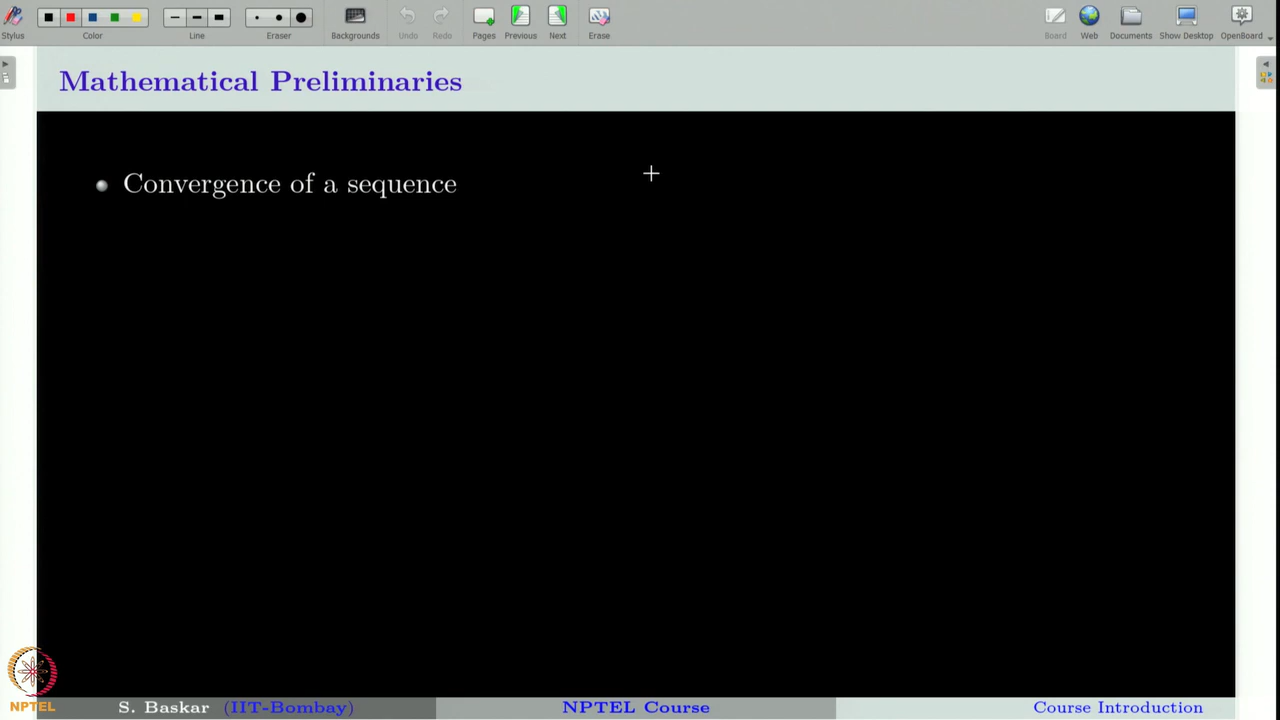 Stylus
Color
Line
Eraser
Backgrounds
Undo
Redo
Pages
Previous
Next
Erase
Board
Web
Documents
Show Desktop
OpenBoard
Mathematical Preliminaries
Convergence of a sequence
NPTEL
S. Baskar (IIT-Bombay)
NPTEL Course
Course Introduction